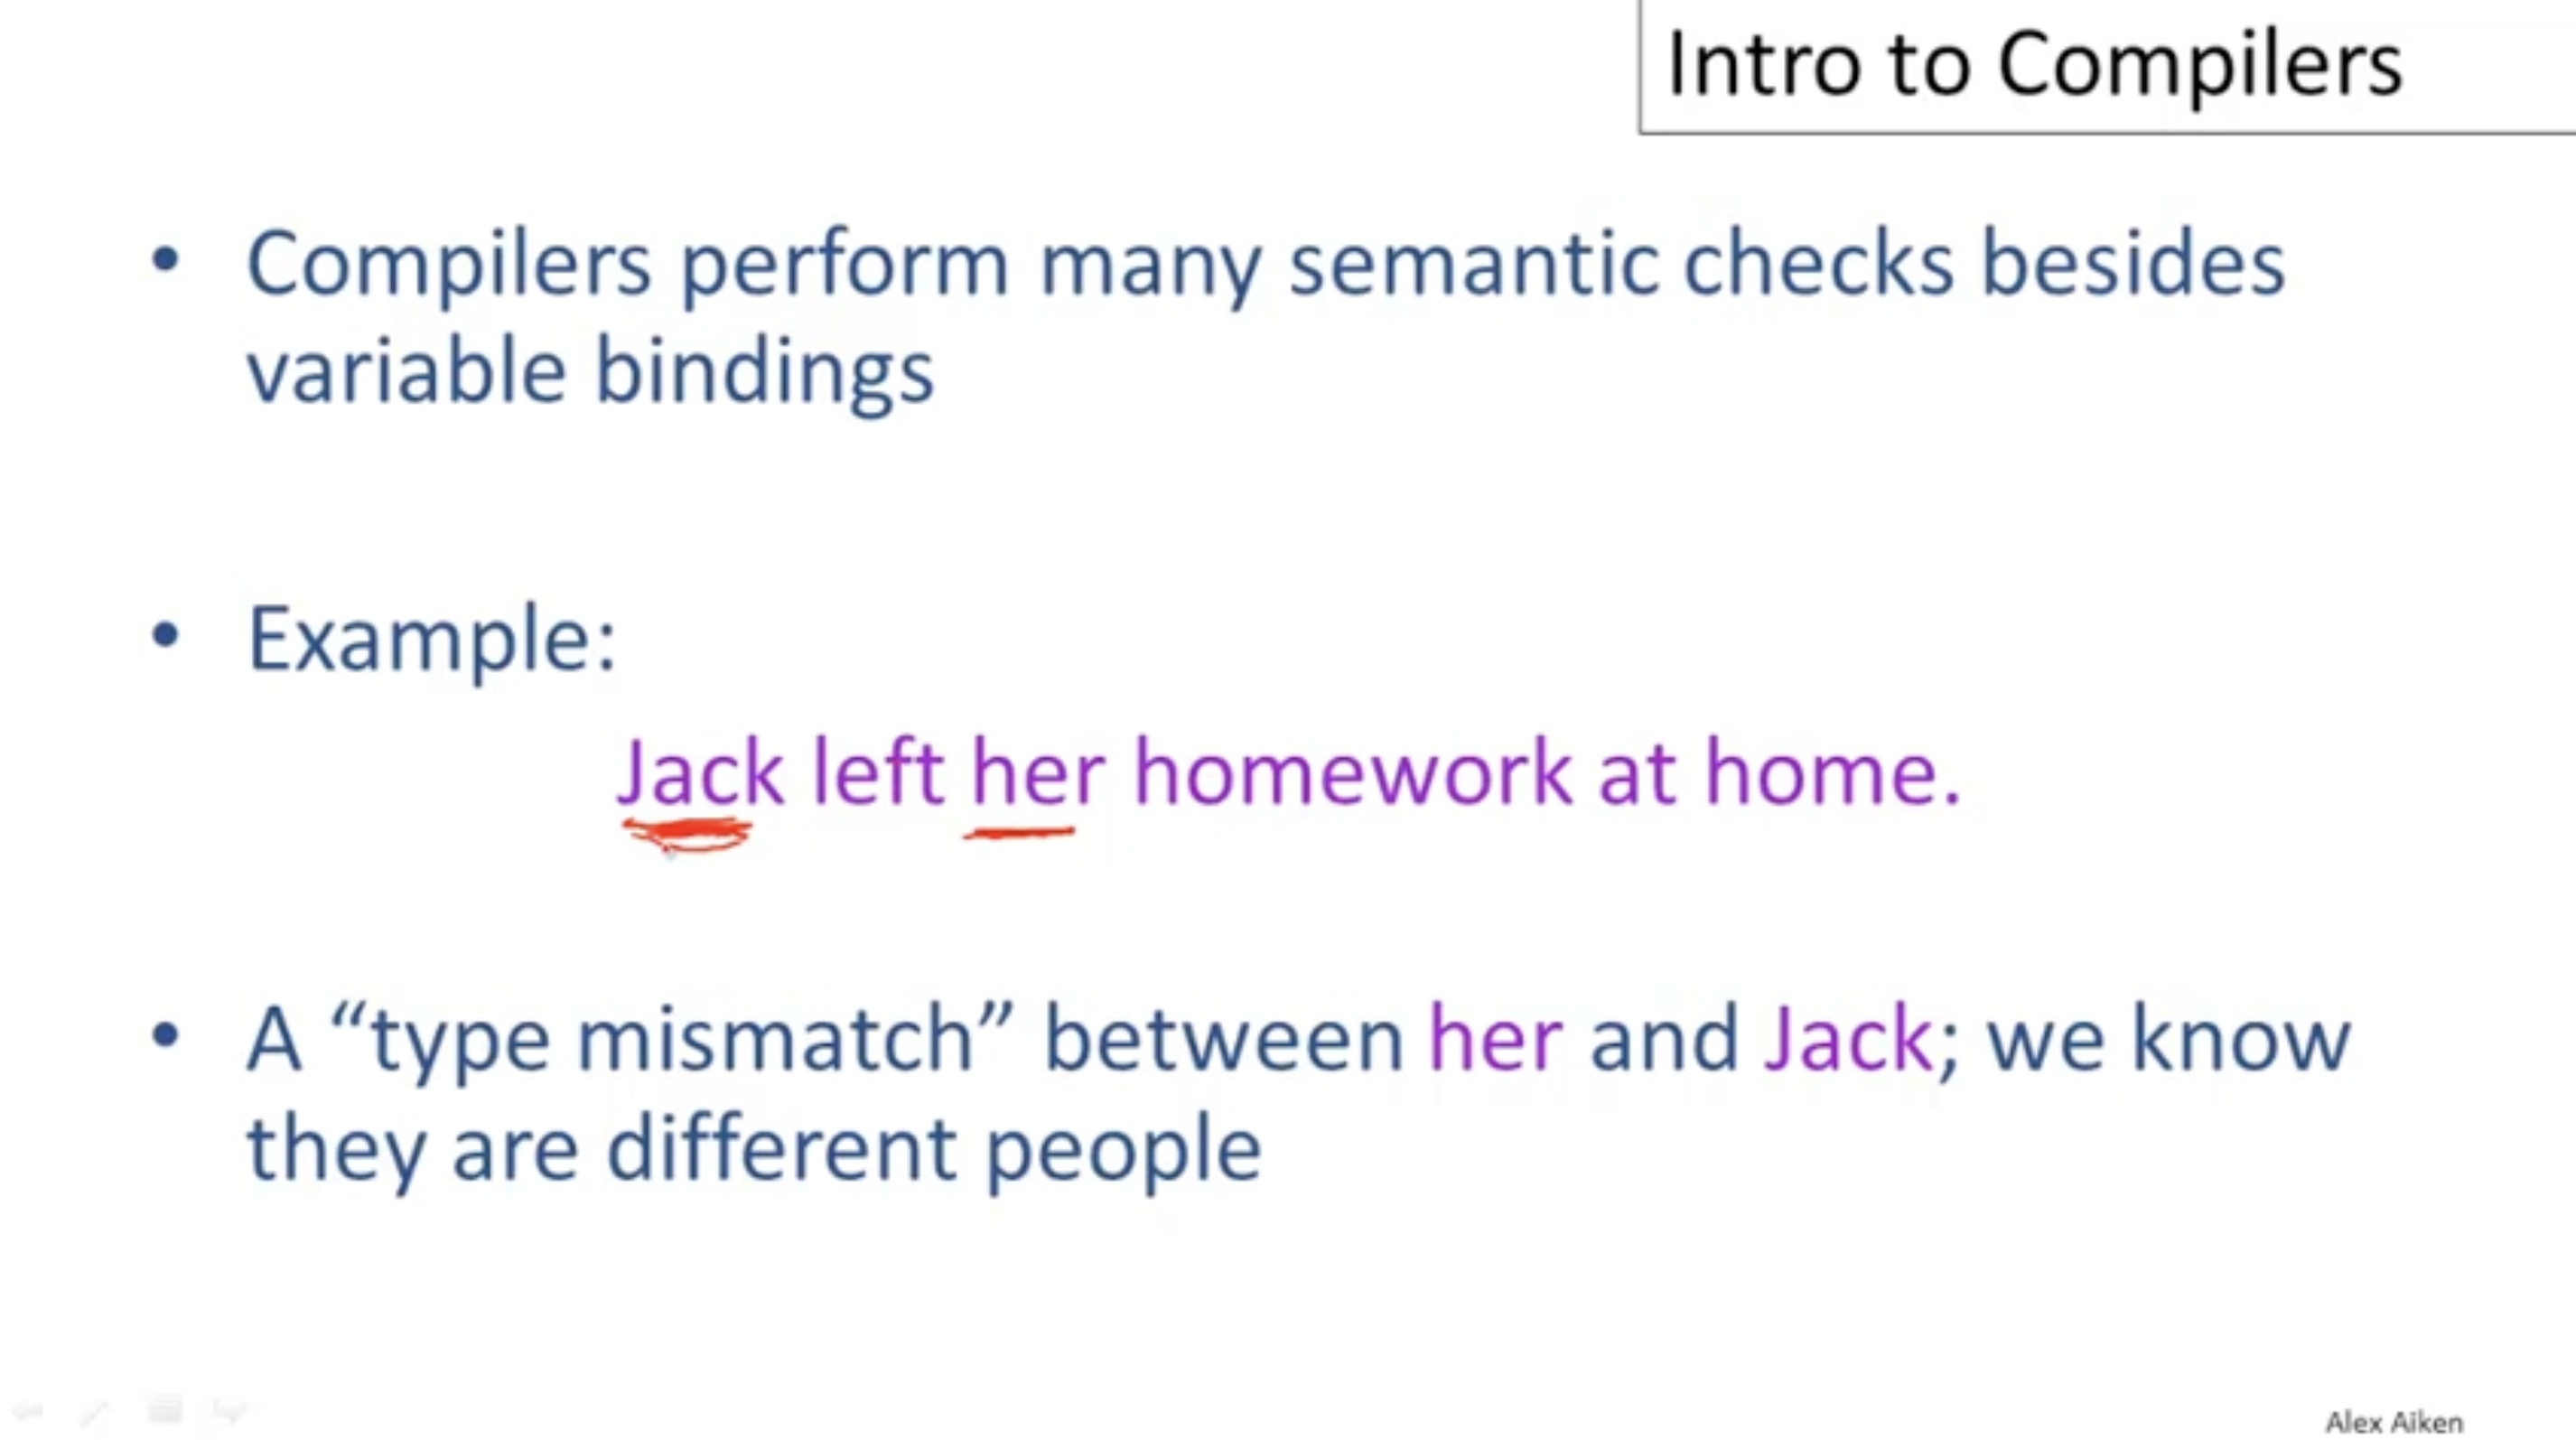 Intro to Compilers
• Compilers perform many semantic checks besides
variable bindings
• Example:
Jack left her homework at home.
• A “type mismatch” between her and Jack; we know
they are different people
Alex Aiken